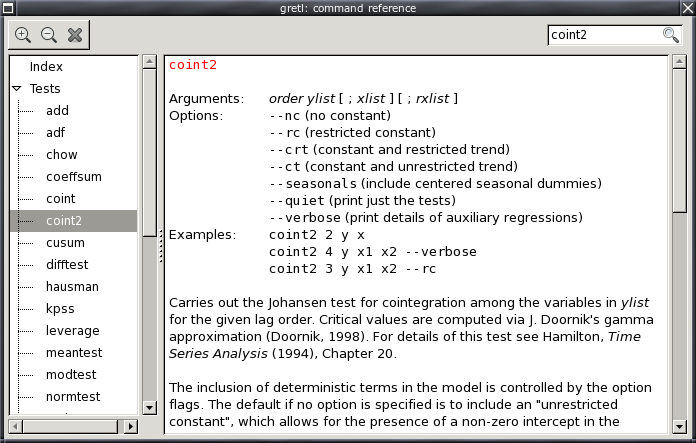 gretl: command reference
coint2
Index
Tests
add
adf
chow
coeffsum
coint
coint2
cusum
difftest
hausman
kpss
leverage
meantest
modtest
normtest
coint2
Arguments: order ylist [ ; xlist ] [ ; rxlist ]
Options: --nc (no constant)
--rc (restricted constant)
--crt (constant and restricted trend)
--ct (constant and unrestricted trend)
--seasonals (include centered seasonal dummies)
--quiet (print just the tests)
--verbose (print details of auxiliary regressions)
Examples: coint2 2 y x
coint2 4 y x1 x2 --verbose
coint2 3 y x1 x2 --rc
Carries out the Johansen test for cointegration among the variables in ylist
for the given lag order. Critical values are computed via J. Doornik's gamma
approximation (Doornik, 1998). For details of this test see Hamilton, Time
Series Analysis (1994), Chapter 20.
The inclusion of deterministic terms in the model is controlled by the option
flags. The default if no option is specified is to include an "unrestricted
constant", which allows for the presence of a non-zero intercept in the